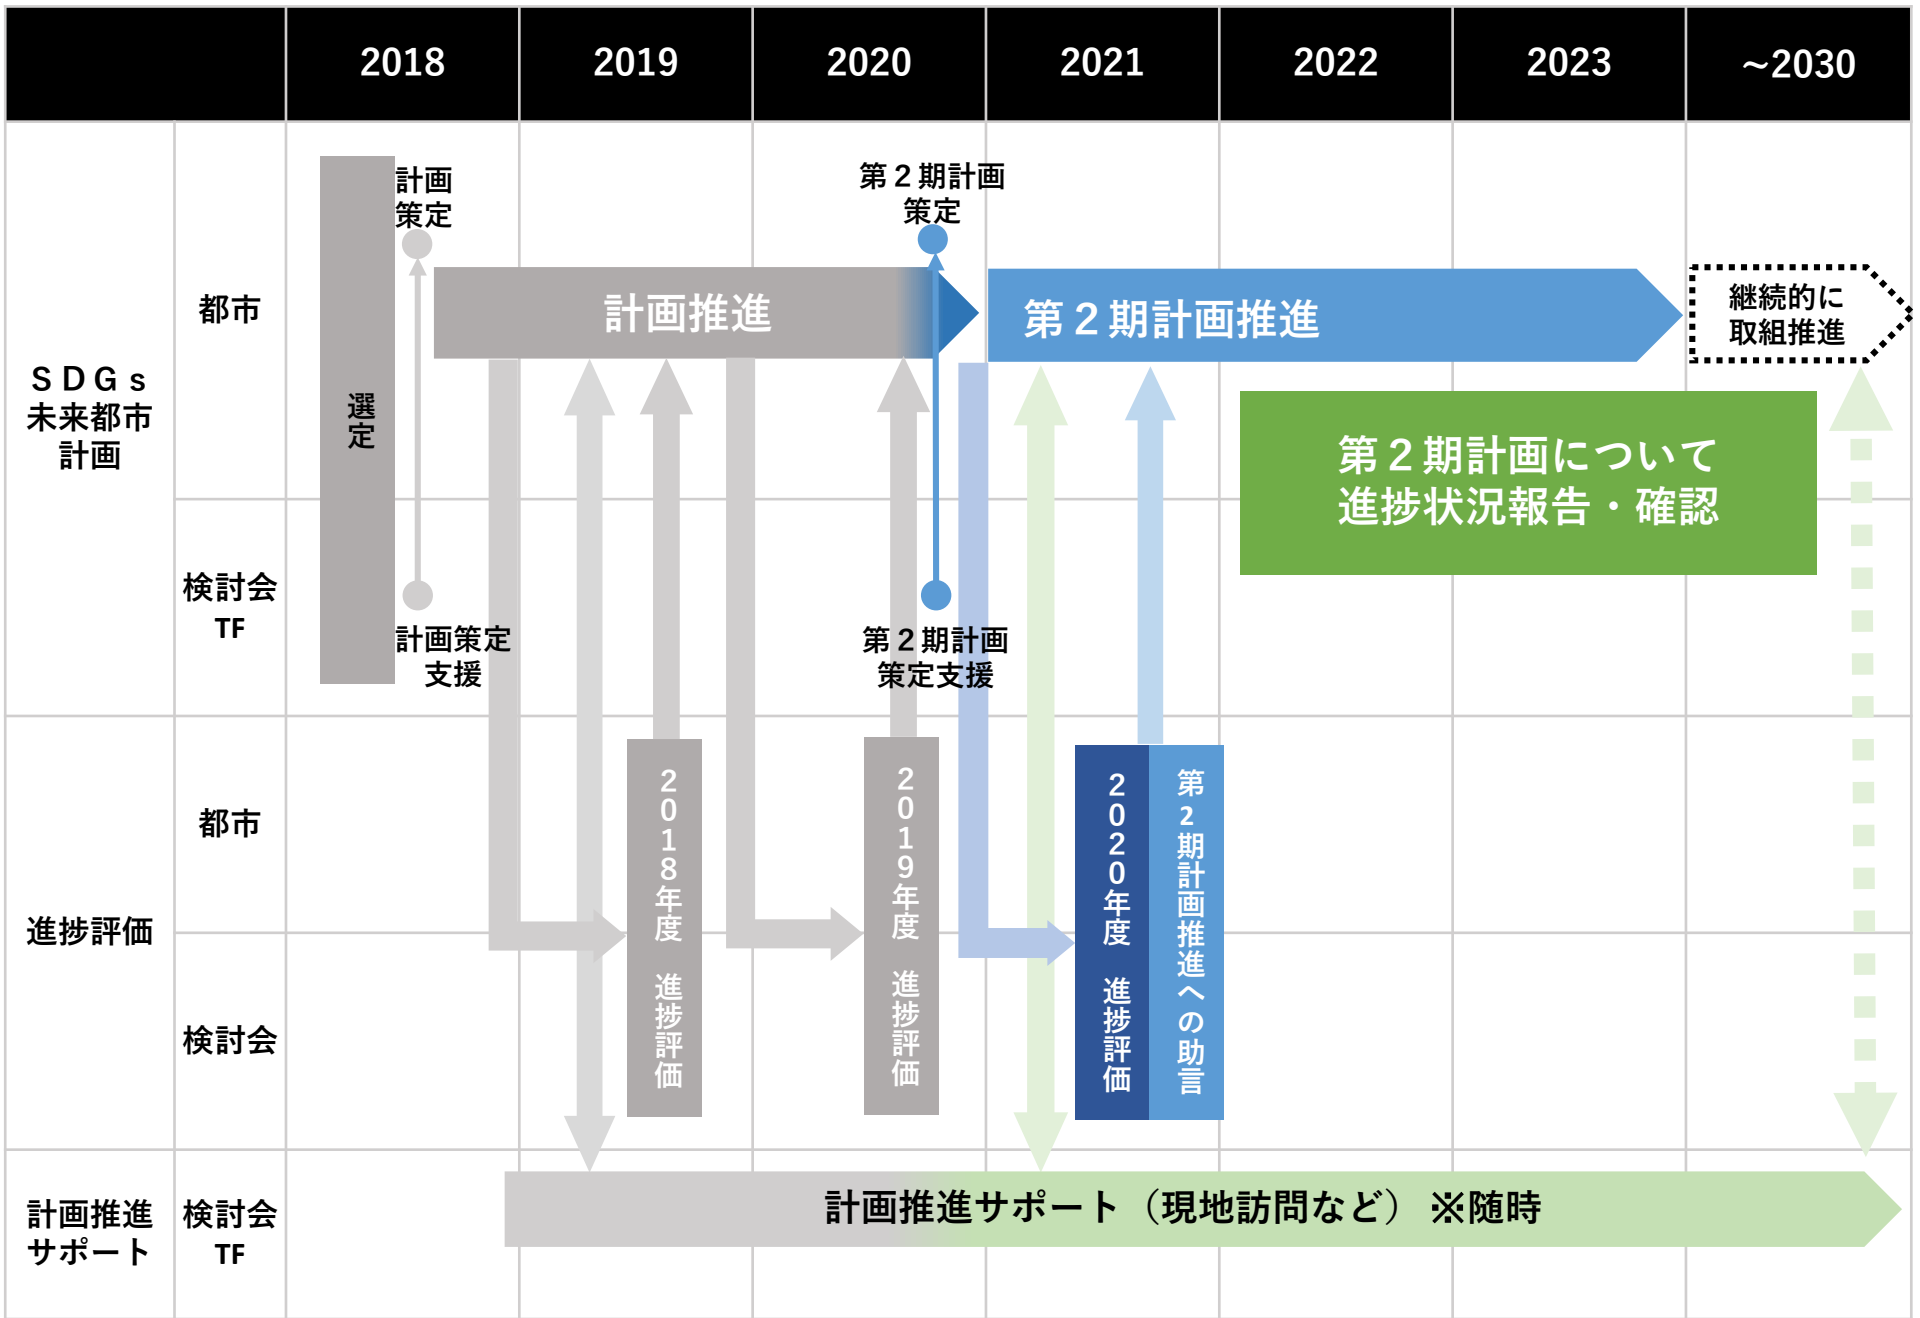 2018
2019
2020
2021
2022
2023
~2030
ＳＤＧｓ
未来都市
計画
都市
検討会
TF
選定
計画
策定
計画策定
支援
計画推進
第２期計画
策定
第２期計画
策定支援
第２期計画推進
継続的に
取組推進
第２期計画について
進捗状況報告・確認
進捗評価
都市
検討会
2018年度　進捗評価
2019年度　進捗評価
2020年度　進捗評価
第2期計画推進への助言
計画推進
サポート
検討会
TF
計画推進サポート（現地訪問など）※随時